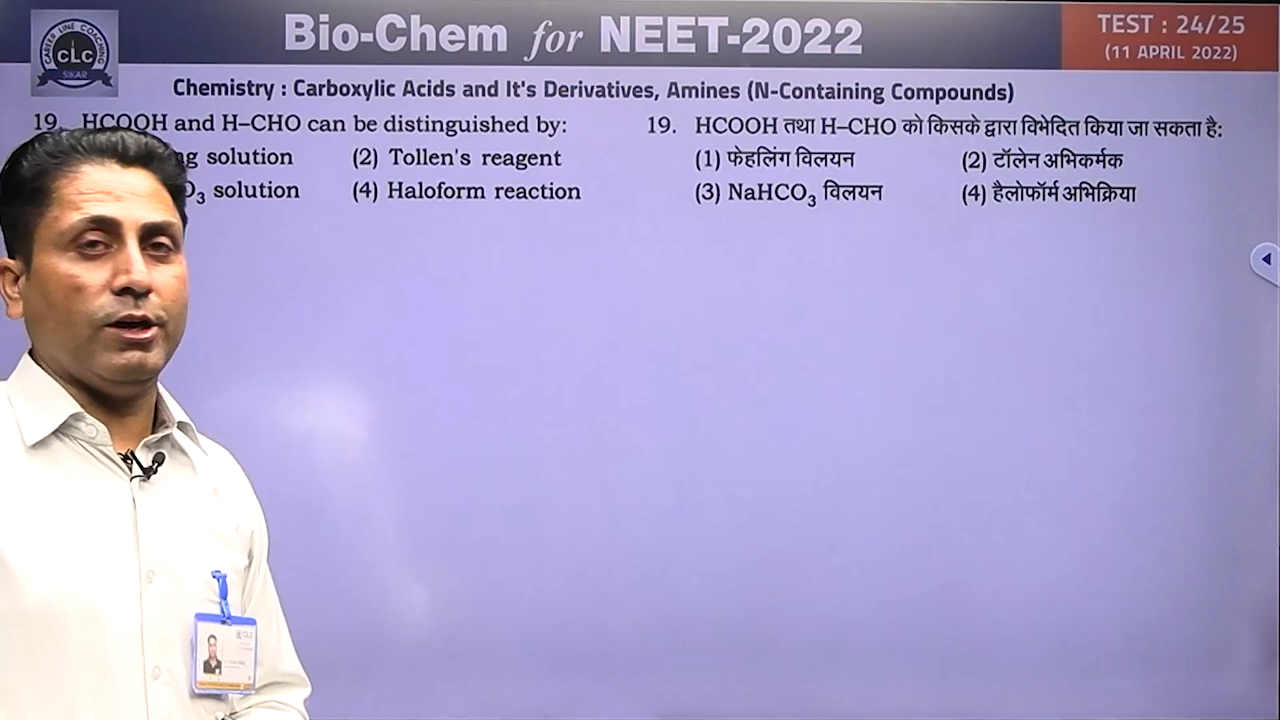 CAREER LINE COACHING
CLC
SIKAR
Bio-Chem for NEET-2022
TEST : 24/25
(11 APRIL 2022)
Chemistry : Carboxylic Acids and It's Derivatives, Amines (N-Containing Compounds)
19. HCOOH and H–CHO can be distinguished by:
solution (2) Tollen's reagent
solution (4) Haloform reaction
19. HCOOH तथा H–CHO को किसके द्वारा विभेदित किया जा सकता है:
(1) फेहलिंग विलयन (2) टॉलेन अभिकर्मक
(3) NaHCO₃ विलयन (4) हैलोफॉर्म अभिक्रिया
CLC